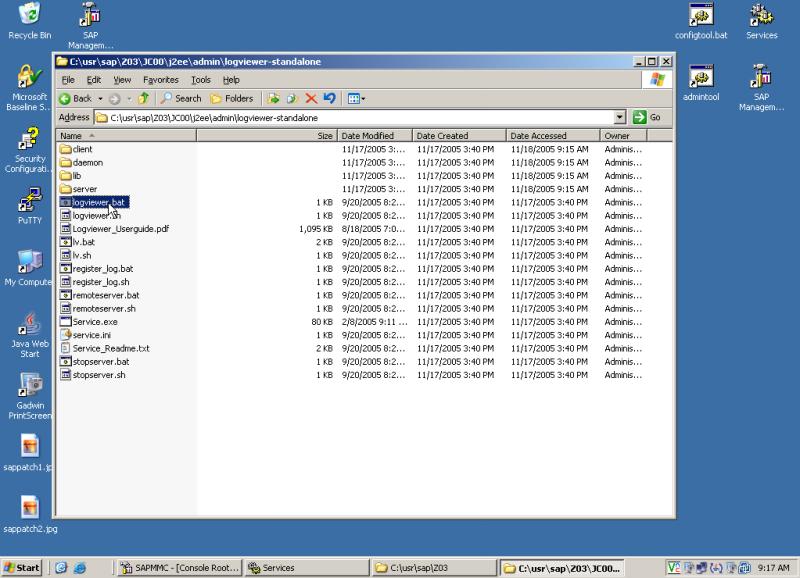 Recycle Bin
SAP
Managem...
configtool.bat
Services
C:\usr\sap\Z03\JC00\j2ee\admin\logviewer-standalone
File Edit View Favorites Tools Help
Microsoft
Baseline S...
admintool
SAP
Managem...
Back Search Folders
Address C:\usr\sap\Z03\JC00\j2ee\admin\logviewer-standalone Go
Name Size Date Modified Date Created Date Accessed Owner
client 11/17/2005 3:... 11/17/2005 3:40 PM 11/18/2005 9:15 AM Adminis...
daemon 11/17/2005 3:... 11/17/2005 3:40 PM 11/18/2005 9:15 AM Adminis...
lib 11/17/2005 3:... 11/17/2005 3:40 PM 11/18/2005 9:15 AM Adminis...
server 11/17/2005 3:... 11/17/2005 3:40 PM 11/18/2005 9:15 AM Adminis...
logviewer.bat 1 KB 9/20/2005 8:2... 11/17/2005 3:40 PM 11/17/2005 3:40 PM Adminis...
logviewer.sh 1 KB 9/20/2005 8:2... 11/17/2005 3:40 PM 11/17/2005 3:40 PM Adminis...
Logviewer_Userguide.pdf 1,095 KB 8/18/2005 7:0... 11/17/2005 3:40 PM 11/17/2005 3:40 PM Adminis...
lv.bat 2 KB 9/20/2005 8:2... 11/17/2005 3:40 PM 11/17/2005 3:40 PM Adminis...
lv.sh 1 KB 9/20/2005 8:2... 11/17/2005 3:40 PM 11/17/2005 3:40 PM Adminis...
register_log.bat 1 KB 9/20/2005 8:2... 11/17/2005 3:40 PM 11/17/2005 3:40 PM Adminis...
register_log.sh 1 KB 9/20/2005 8:2... 11/17/2005 3:40 PM 11/17/2005 3:40 PM Adminis...
remoteserver.bat 1 KB 9/20/2005 8:2... 11/17/2005 3:40 PM 11/17/2005 3:40 PM Adminis...
remoteserver.sh 1 KB 9/20/2005 8:2... 11/17/2005 3:40 PM 11/17/2005 3:40 PM Adminis...
Service.exe 80 KB 2/8/2005 9:11 ... 11/17/2005 3:40 PM 11/17/2005 3:40 PM Adminis...
service.ini 1 KB 9/20/2005 8:2... 11/17/2005 3:40 PM 11/17/2005 3:40 PM Adminis...
Service_Readme.txt 2 KB 9/20/2005 8:2... 11/17/2005 3:40 PM 11/17/2005 3:40 PM Adminis...
stopserver.bat 1 KB 9/20/2005 8:2... 11/17/2005 3:40 PM 11/17/2005 3:40 PM Adminis...
stopserver.sh 1 KB 9/20/2005 8:2... 11/17/2005 3:40 PM 11/17/2005 3:40 PM Adminis...
Security
Configurati...
PuTTY
My Compute
Java Web
Start
Gadwin
PrintScreen
sappatch1.jp
sappatch2.jpg
Start SAPMMC - [Console Root... Services C:\usr\sap\Z03 C:\usr\sap\Z03\JC00... 9:17 AM